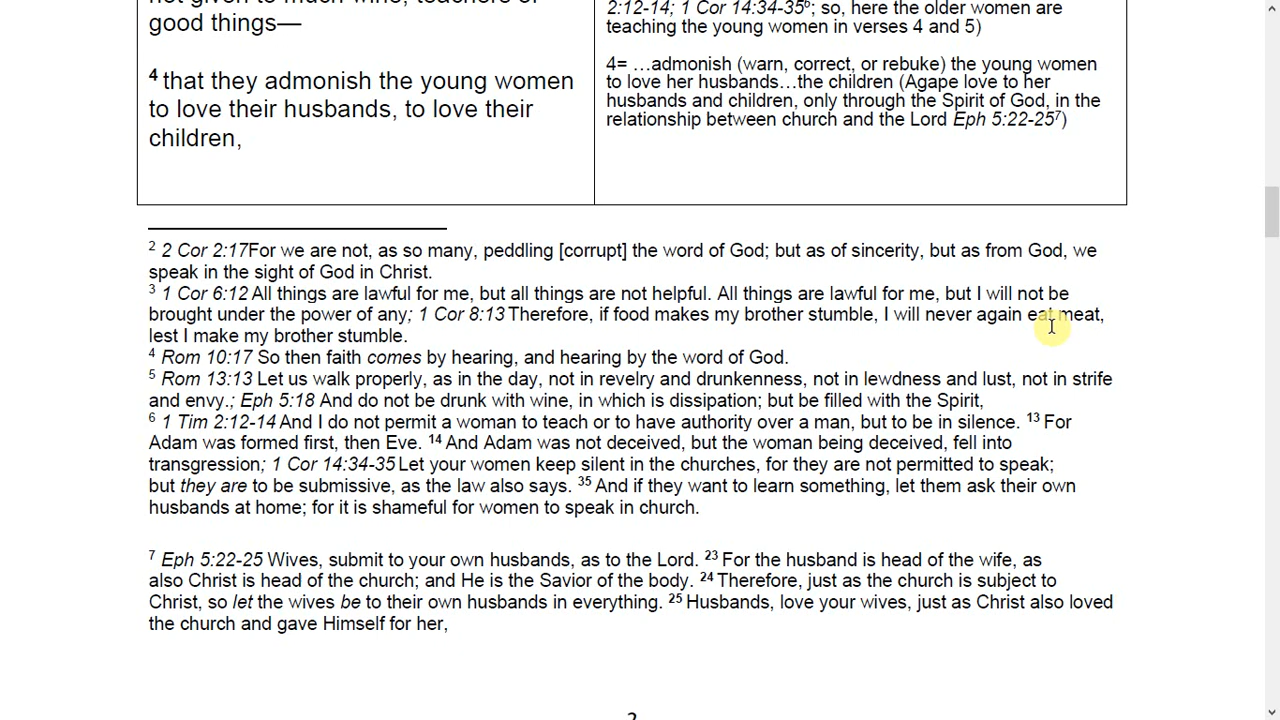 not given to much wine, teachers of
good things—
4 that they admonish the young women
to love their husbands, to love their
children,
2:12-14; 1 Cor 14:34-35⁶; so, here the older women are
teaching the young women in verses 4 and 5)
4= …admonish (warn, correct, or rebuke) the young women
to love her husbands…the children (Agape love to her
husbands and children, only through the Spirit of God, in the
relationship between church and the Lord Eph 5:22-25⁷)
2 2 Cor 2:17For we are not, as so many, peddling [corrupt] the word of God; but as of sincerity, but as from God, we
speak in the sight of God in Christ.
3 1 Cor 6:12 All things are lawful for me, but all things are not helpful. All things are lawful for me, but I will not be
brought under the power of any; 1 Cor 8:13 Therefore, if food makes my brother stumble, I will never again eat meat,
lest I make my brother stumble.
4 Rom 10:17 So then faith comes by hearing, and hearing by the word of God.
5 Rom 13:13 Let us walk properly, as in the day, not in revelry and drunkenness, not in lewdness and lust, not in strife
and envy.; Eph 5:18 And do not be drunk with wine, in which is dissipation; but be filled with the Spirit,
6 1 Tim 2:12-14 And I do not permit a woman to teach or to have authority over a man, but to be in silence. 13 For
Adam was formed first, then Eve. 14 And Adam was not deceived, but the woman being deceived, fell into
transgression; 1 Cor 14:34-35 Let your women keep silent in the churches, for they are not permitted to speak;
but they are to be submissive, as the law also says. 35 And if they want to learn something, let them ask their own
husbands at home; for it is shameful for women to speak in church.
7 Eph 5:22-25 Wives, submit to your own husbands, as to the Lord. 23 For the husband is head of the wife, as
also Christ is head of the church; and He is the Savior of the body. 24 Therefore, just as the church is subject to
Christ, so let the wives be to their own husbands in everything. 25 Husbands, love your wives, just as Christ also loved
the church and gave Himself for her,
2